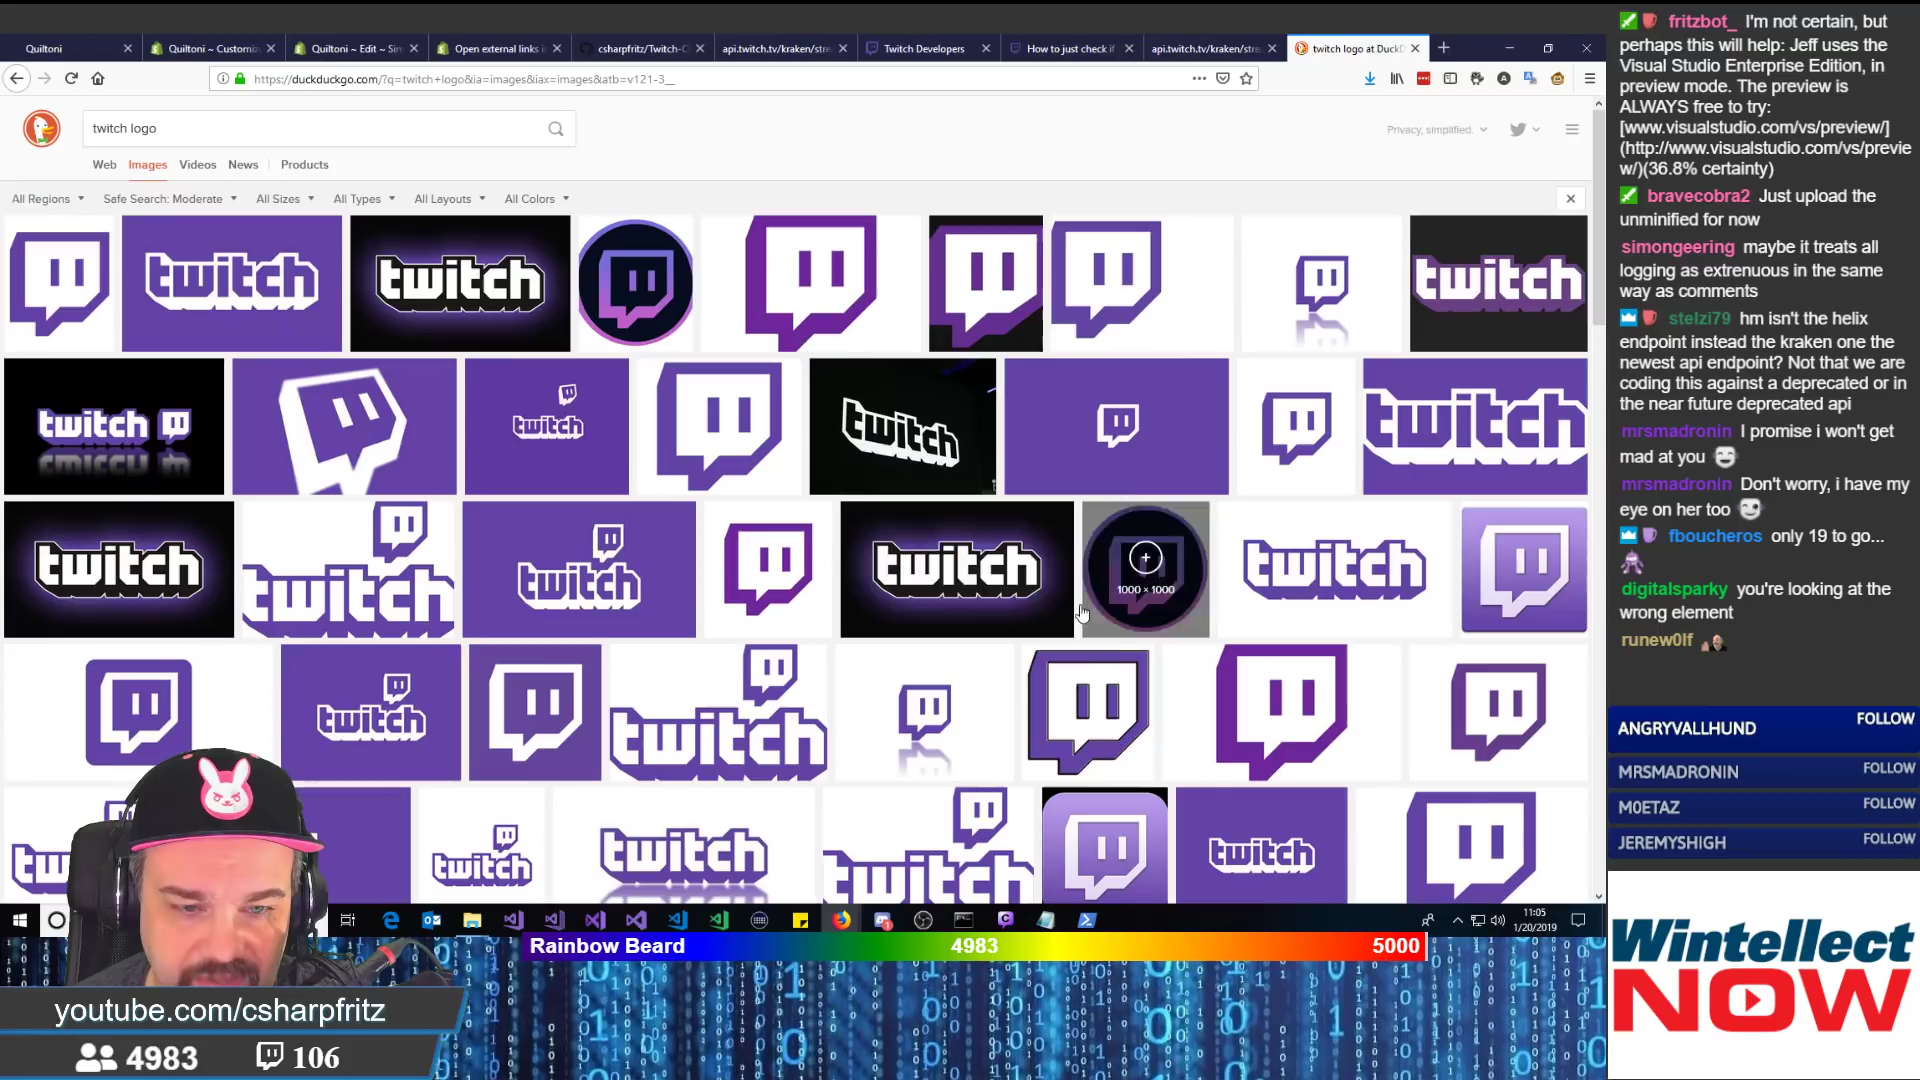 Quiltoni
Quiltoni ~ Customiz
Quiltoni ~ Edit ~ Sim
Open external links i
csharpfritz/Twitch-C
api.twitch.tv/kraken/stre
Twitch Developers
How to just check if
api.twitch.tv/kraken/stre
twitch logo at DuckD
https://duckduckgo.com/?q=twitch+logo&ia=images&iax=images&atb=v121-3__
twitch logo
Privacy, simplified.
Web Images Videos News Products
All Regions Safe Search: Moderate All Sizes All Types All Layouts All Colors
twitch twitch twitch
twitch twitch twitch twitch
twitch twitch twitch twitch twitch
1000 × 1000
twitch twitch
twitch twitch twitch twitch
11:05
1/20/2019
Rainbow Beard 4983 5000
youtube.com/csharpfritz
4983 106
fritzbot_ I'm not certain, but
perhaps this will help: Jeff uses the
Visual Studio Enterprise Edition, in
preview mode. The preview is
ALWAYS free to try:
[www.visualstudio.com/vs/preview/]
(http://www.visualstudio.com/vs/previe
w/)(36.8% certainty)
bravecobra2 Just upload the
unminified for now
simongeering maybe it treats all
logging as extrenuous in the same
way as comments
stelzi79 hm isn't the helix
endpoint instead the kraken one the
newest api endpoint? Not that we are
coding this against a deprecated or in
the near future deprecated api
mrsmadronin I promise i won't get
mad at you
mrsmadronin Don't worry, i have my
eye on her too
fboucheros only 19 to go...
digitalsparky you're looking at the
wrong element
runew0lf
ANGRYVALLHUND FOLLOW
MRSMADRONIN FOLLOW
M0ETAZ FOLLOW
JEREMYSHIGH FOLLOW
Wintellect
NOW